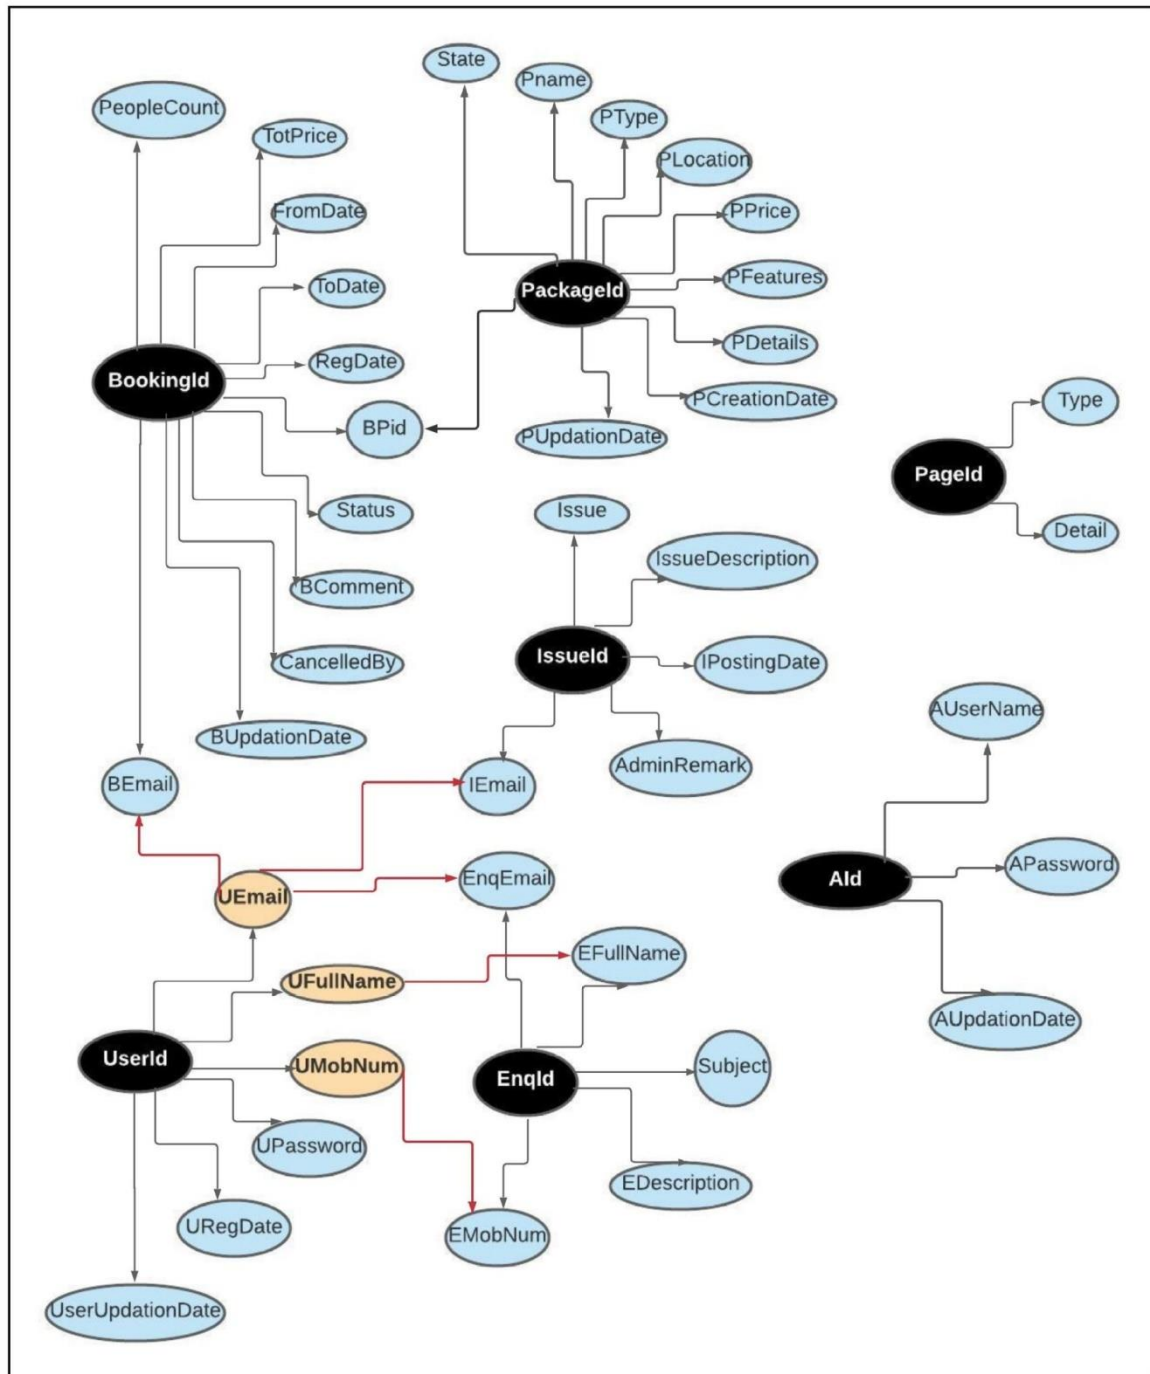 State
Pname
PeopleCount
PType
TotPrice
PLocation
FromDate
PPrice
PFeatures
ToDate
PackageId
PDetails
RegDate
BookingId
PCreationDate
Type
BPid
PUpdationDate
PageId
Status
Issue
Detail
IssueDescription
BComment
CancelledBy
IssueId
IPostingDate
AUserName
BUpdationDate
AdminRemark
BEmail
IEmail
EnqEmail
AId
APassword
UEmail
EFullName
UFullName
AUpdationDate
UserId
UMobNum
EnqId
Subject
UPassword
EDescription
URegDate
EMobNum
UserUpdationDate